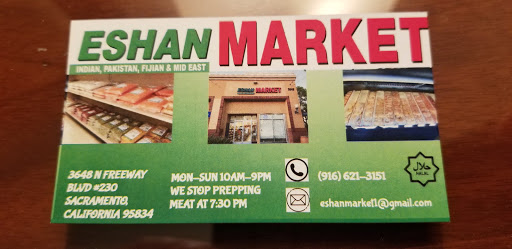 ESHAN MARKET
INDIAN, PAKISTAN, FIJIAN & MID EAST
ESHAN MARKET
3648 N FREEWAY
BLVD #230
SACRAMENTO,
CALIFORNIA 95834
MON-SUN 10AM-9PM
WE STOP PREPPING
MEAT AT 7:30 PM
(916) 621-3151
eshanmarket1@gmail.com
حلال
HALAL